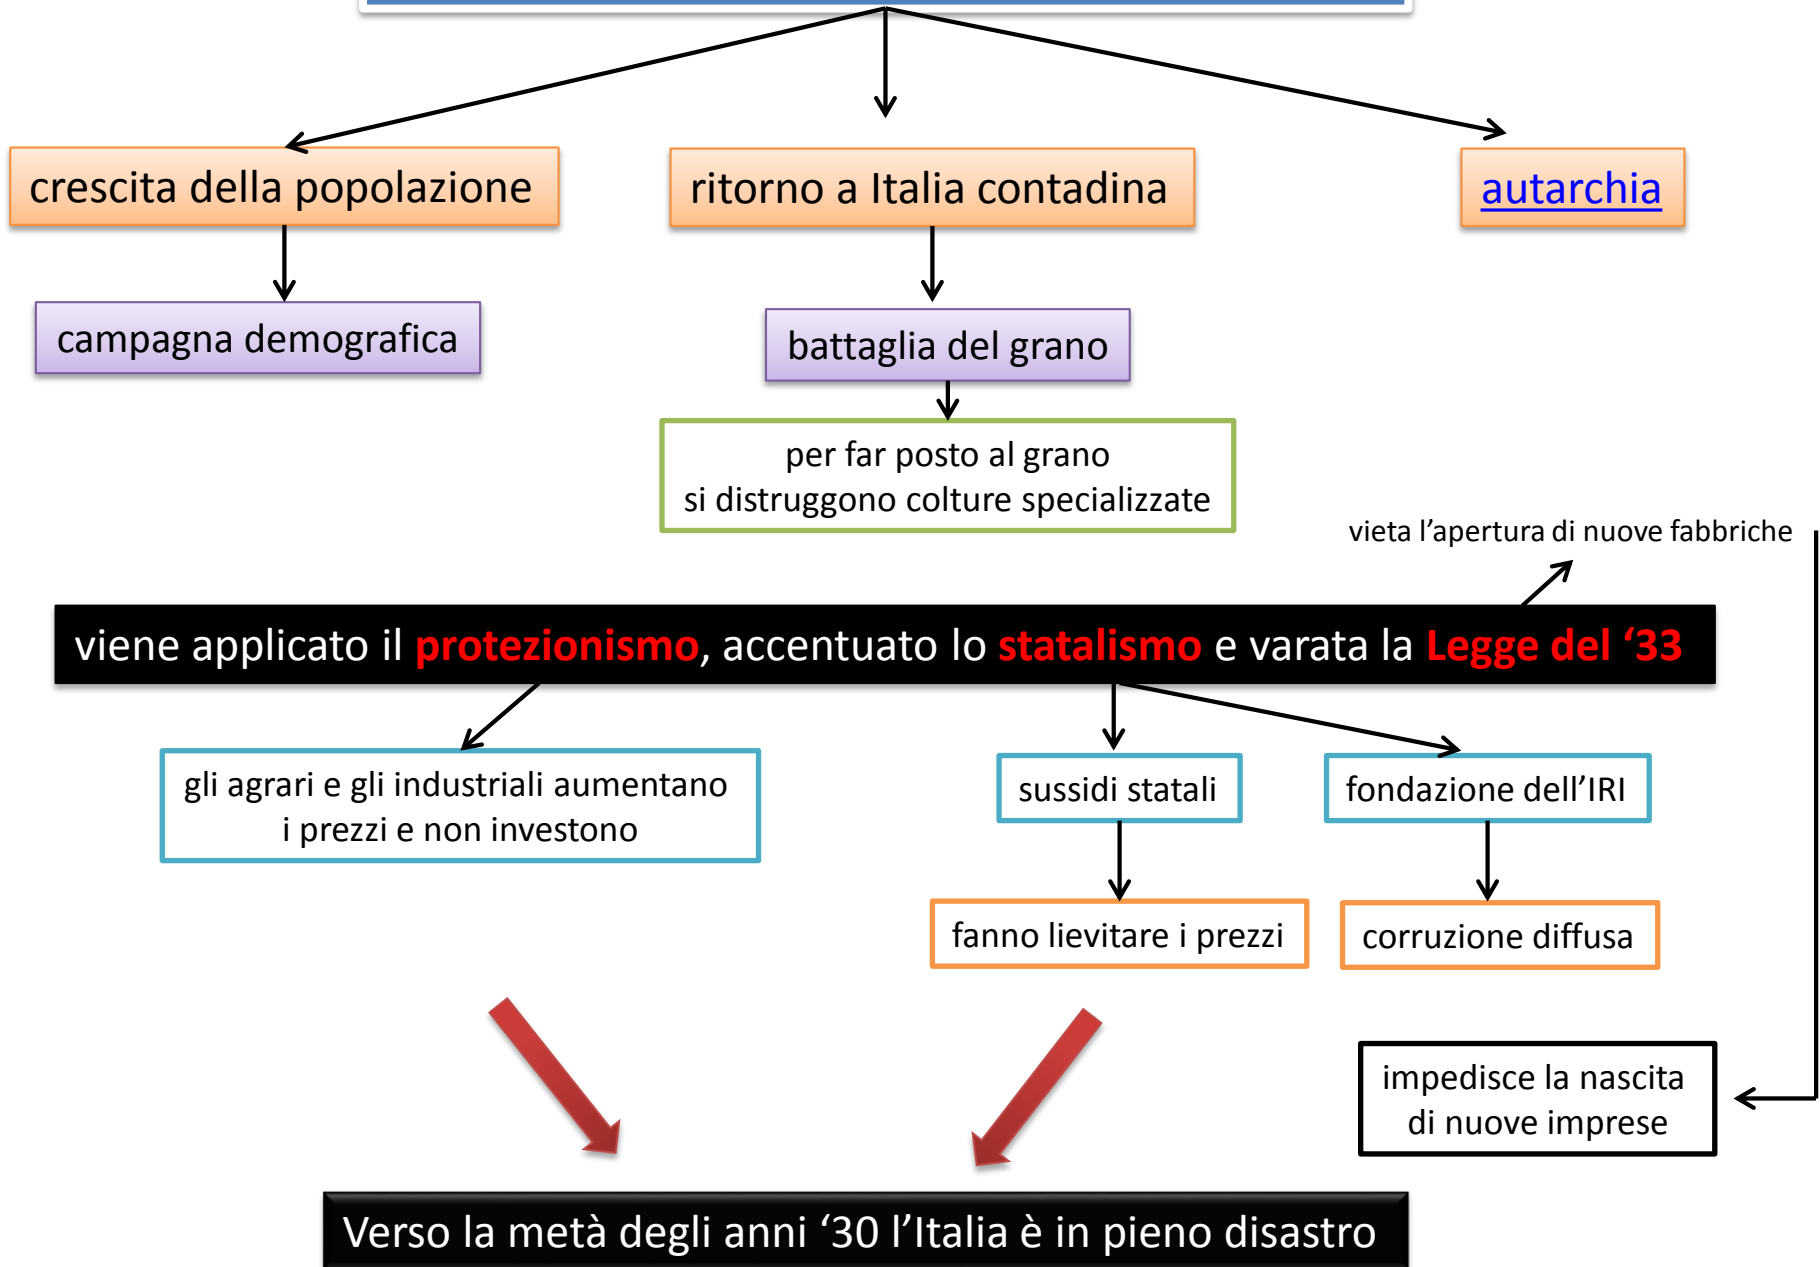 crescita della popolazione
ritorno a Italia contadina
autarchia
campagna demografica
battaglia del grano
per far posto al grano
si distruggono colture specializzate
vieta l’apertura di nuove fabbriche
viene applicato il protezionismo, accentuato lo statalismo e varata la Legge del ‘33
gli agrari e gli industriali aumentano
i prezzi e non investono
sussidi statali
fondazione dell’IRI
fanno lievitare i prezzi
corruzione diffusa
impedisce la nascita
di nuove imprese
Verso la metà degli anni ‘30 l’Italia è in pieno disastro